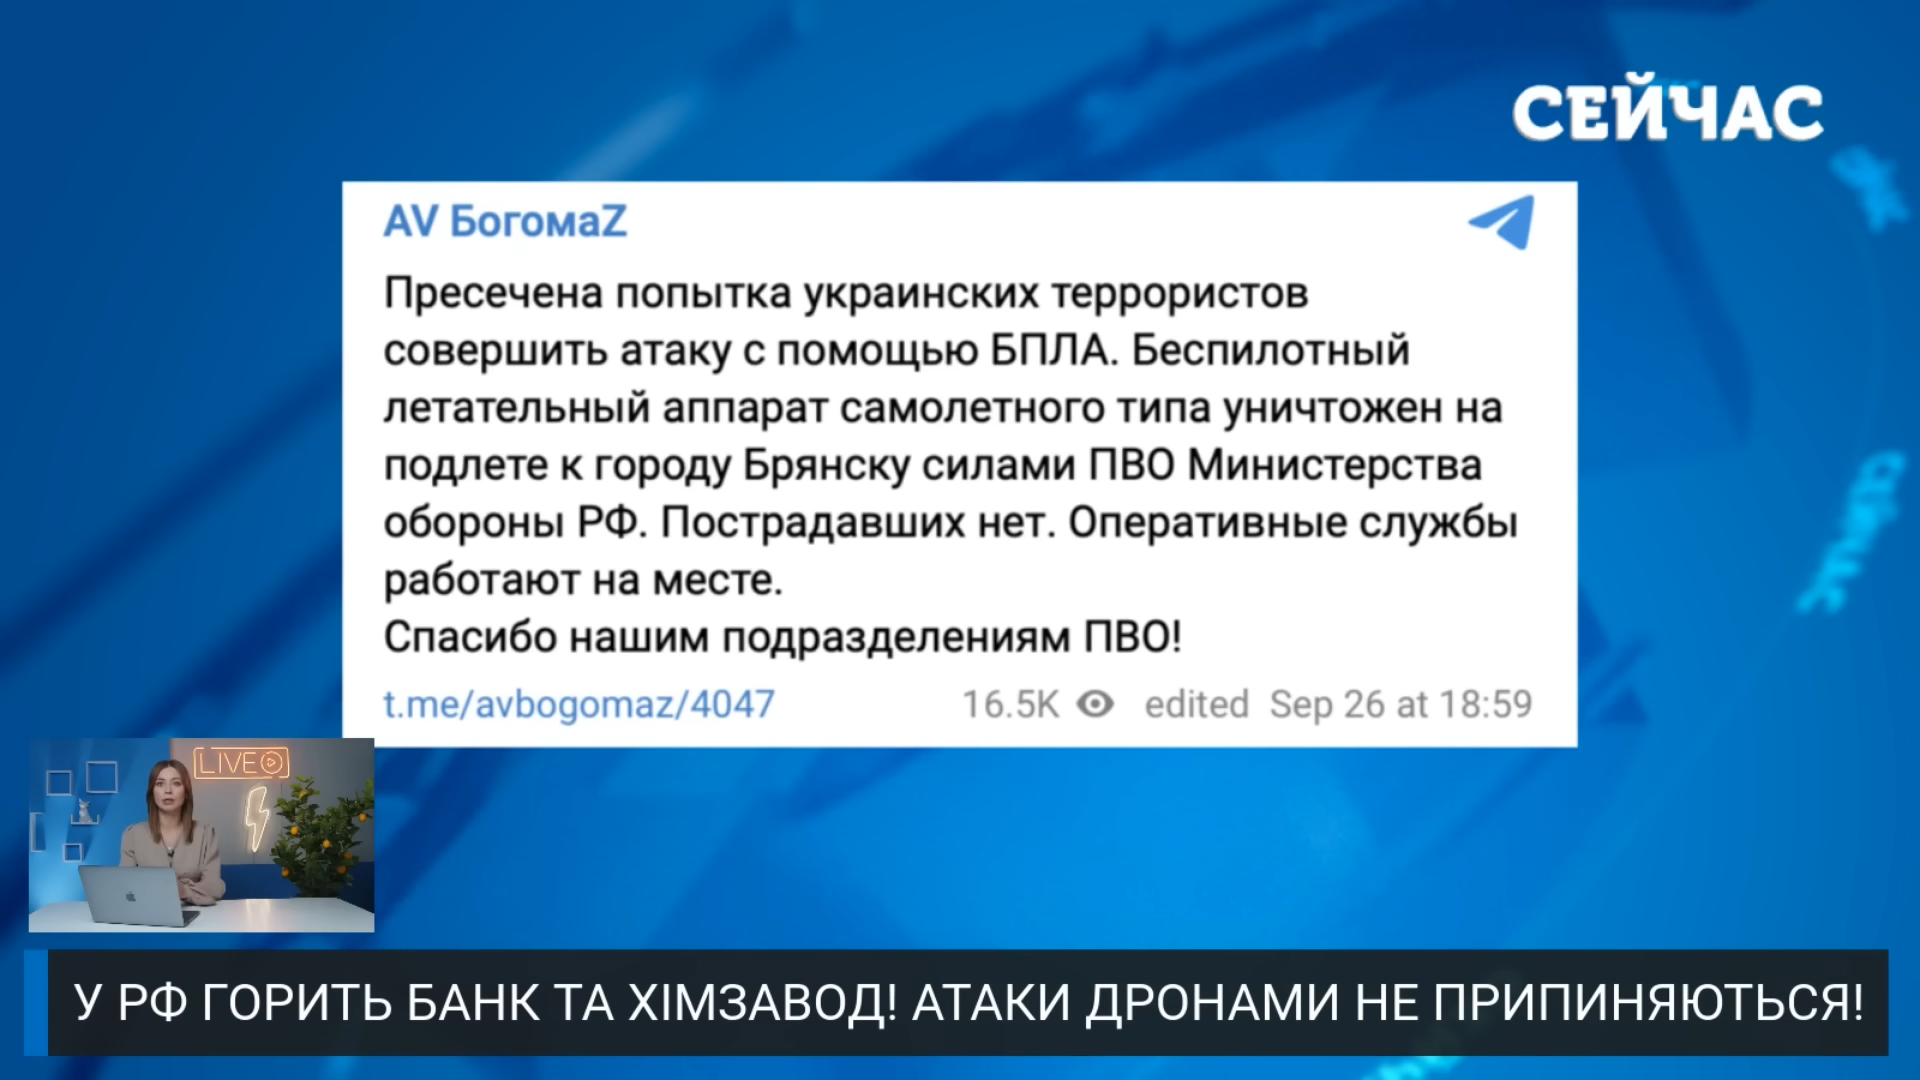 СЕЙЧАС
AV БогомаZ
Пресечена попытка украинских террористов
совершить атаку с помощью БПЛА. Беспилотный
летательный аппарат самолетного типа уничтожен на
подлете к городу Брянску силами ПВО Министерства
обороны РФ. Пострадавших нет. Оперативные службы
работают на месте.
Спасибо нашим подразделениям ПВО!
t.me/avbogomaz/4047 16.5K edited Sep 26 at 18:59
LIVE
У РФ ГОРИТЬ БАНК ТА ХІМЗАВОД! АТАКИ ДРОНАМИ НЕ ПРИПИНЯЮТЬСЯ!